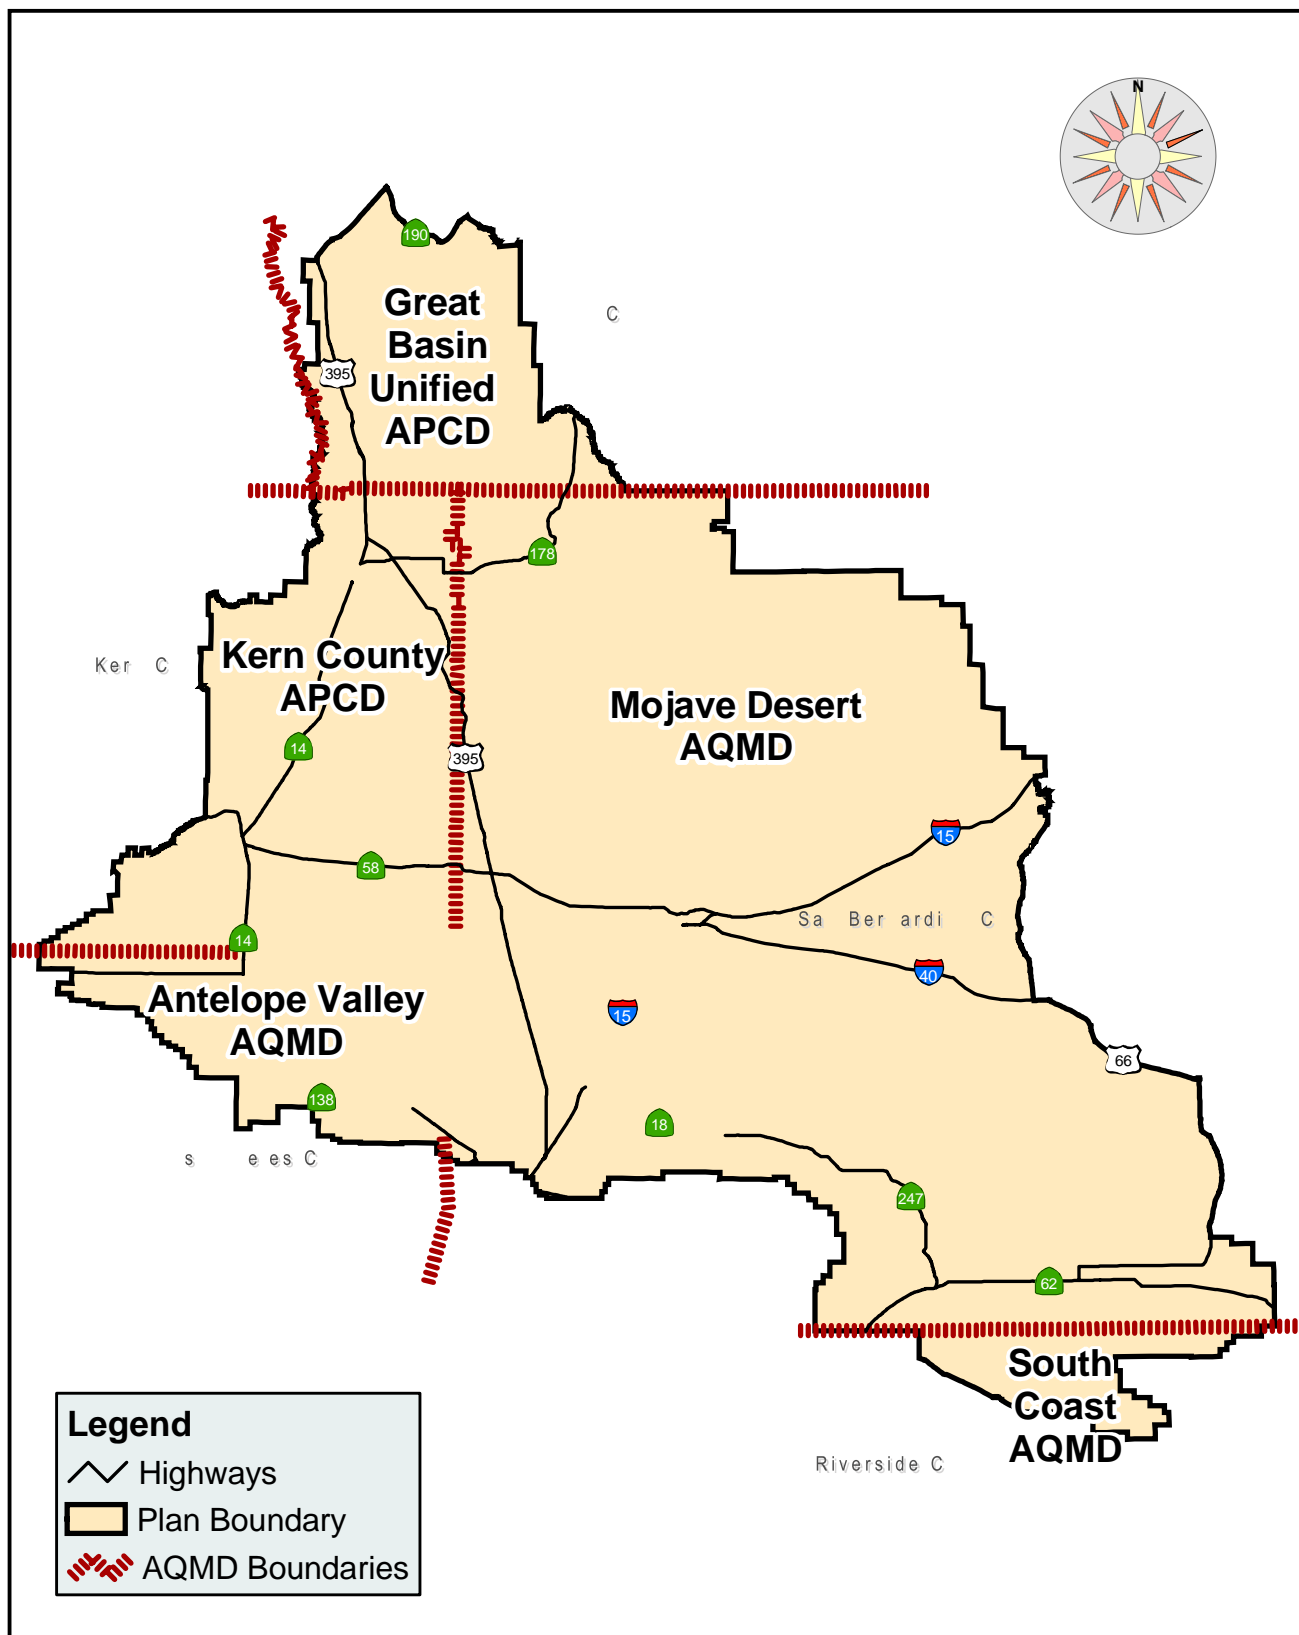 N
190
Great
Basin
Unified
APCD
C
395
178
Ker C
Kern County
APCD
Mojave Desert
AQMD
14
395
15
58
Sa Ber ardi C
14
40
Antelope Valley
AQMD
15
66
138
18
s e es C
247
62
South
Coast
AQMD
Riverside C
Legend
Highways
Plan Boundary
AQMD Boundaries